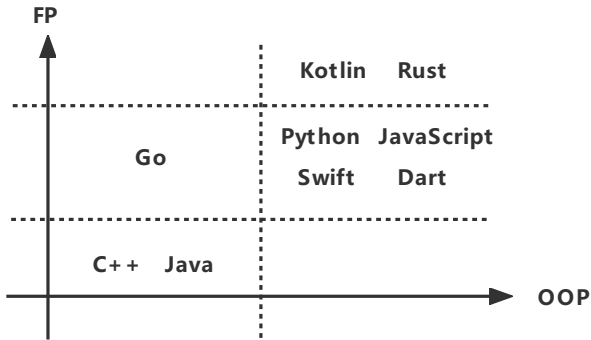 FP
Kotlin Rust
Python JavaScript
Go
Swift Dart
C++ Java
OOP